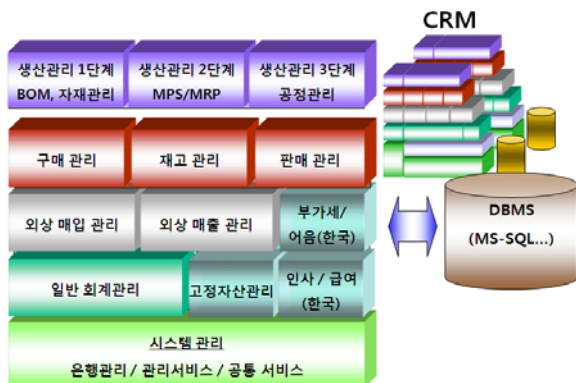 CRM
생산관리 1단계 생산관리 2단계 생산관리 3단계
BOM, 자재관리 MPS/MRP 공정관리
구매 관리 재고 관리 판매 관리
외상 매입 관리 외상 매출 관리 부가세/
어음(한국)
DBMS
(MS-SQL...)
일반 회계관리 고정자산관리 인사 / 급여
(한국)
시스템 관리
은행관리 / 관리서비스 / 공통 서비스